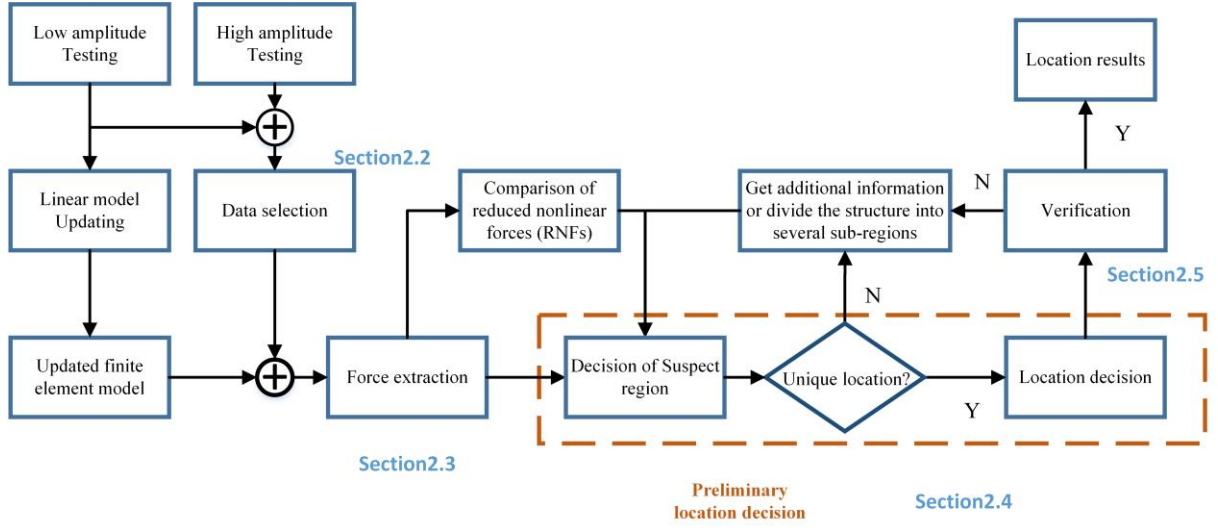 Low amplitude
Testing
High amplitude
Testing
Location results
Y
Section2.2
Linear model
Updating
Data selection
Comparison of
reduced nonlinear
forces (RNFs)
Get additional information
or divide the structure into
several sub-regions
N
Verification
Section2.5
N
Updated finite
element model
Force extraction
Decision of Suspect
region
Unique location?
Y
Location decision
Section2.3
Preliminary
location decision
Section2.4